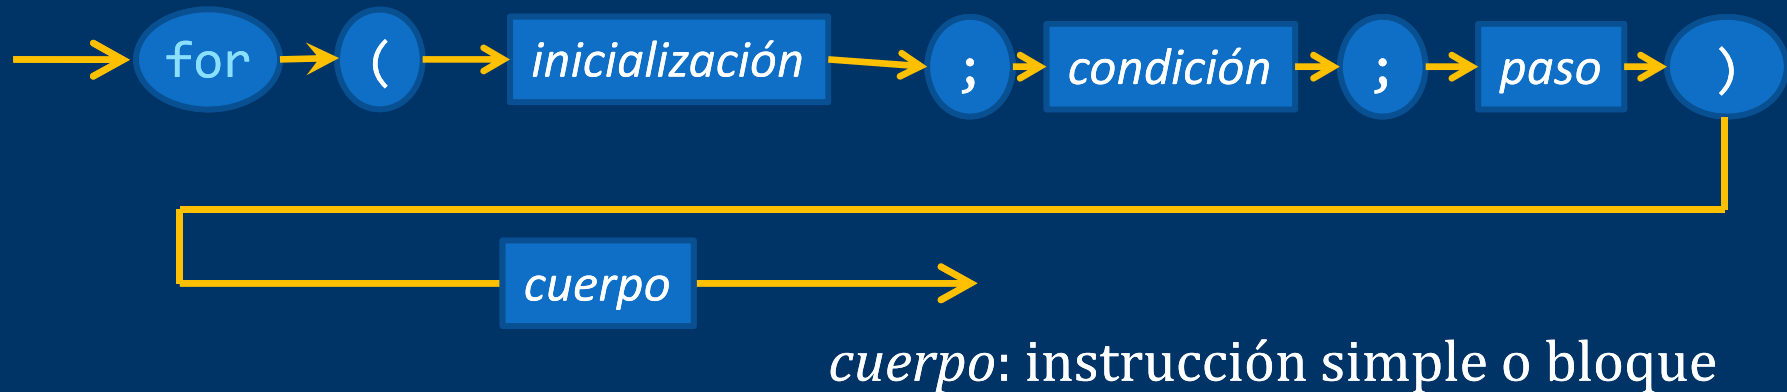 for ( inicialización ; condición ; paso )
cuerpo
cuerpo: instrucción simple o bloque